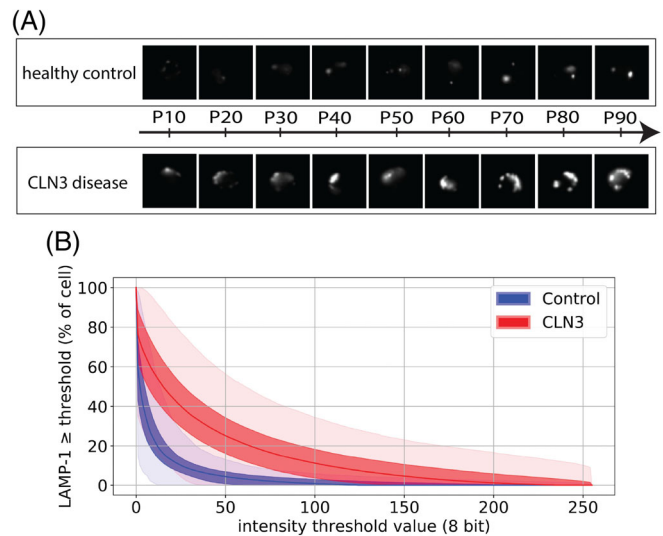 (A)
healthy control
P10 P20 P30 P40 P50 P60 P70 P80 P90
CLN3 disease
(B)
LAMP-1 ≥ threshold (% of cell)
100
80
60
40
20
0
Control
CLN3
0 50 100 150 200 250
intensity threshold value (8 bit)